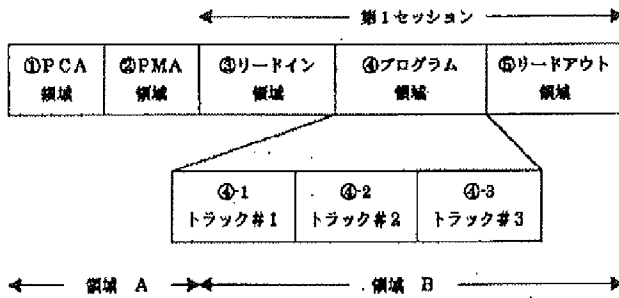 第1セッション
①PCA
領域
②PMA
領域
③リードイン
領域
④プログラム
領域
⑤リードアウト
領域
④-1
トラック#1
④-2
トラック#2
④-3
トラック#3
領域 A
領域 B